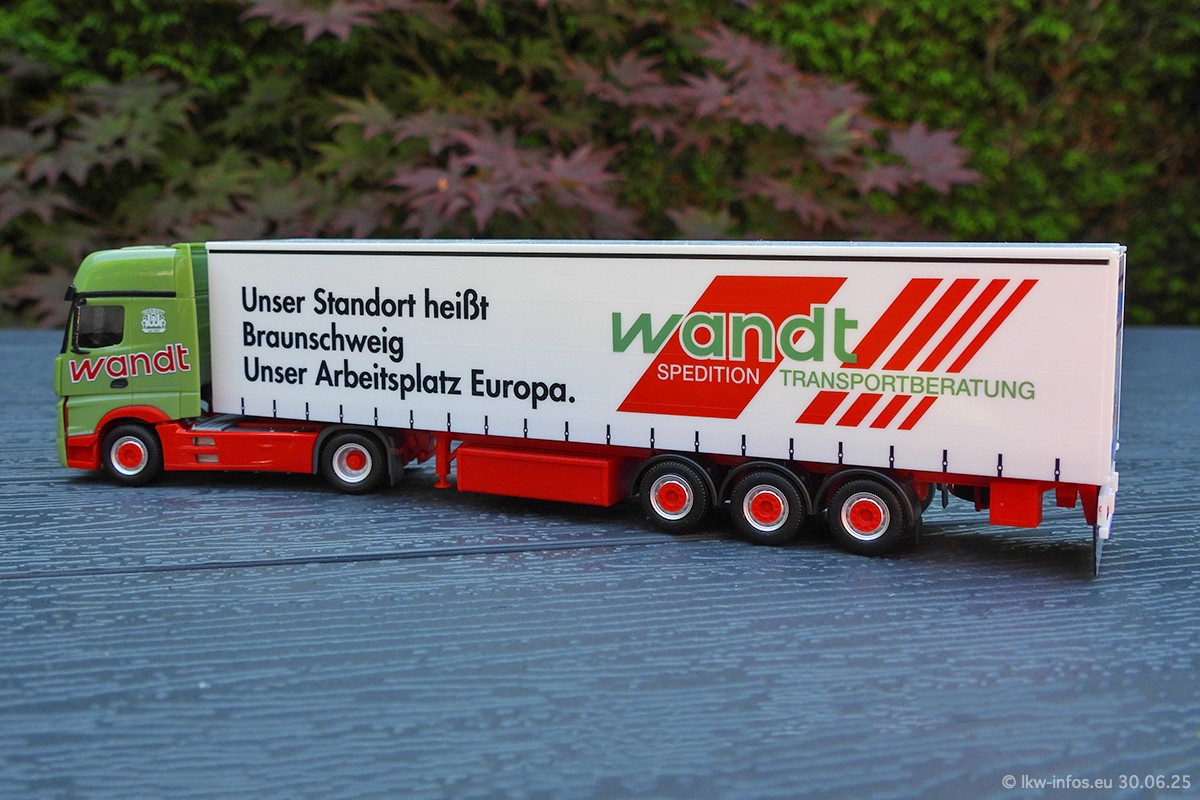 Unser Standort heißt
Braunschweig
Unser Arbeitsplatz Europa.
wandt
SPEDITION TRANSPORTBERATUNG
wandt
© lkw-infos.eu 30.06.25